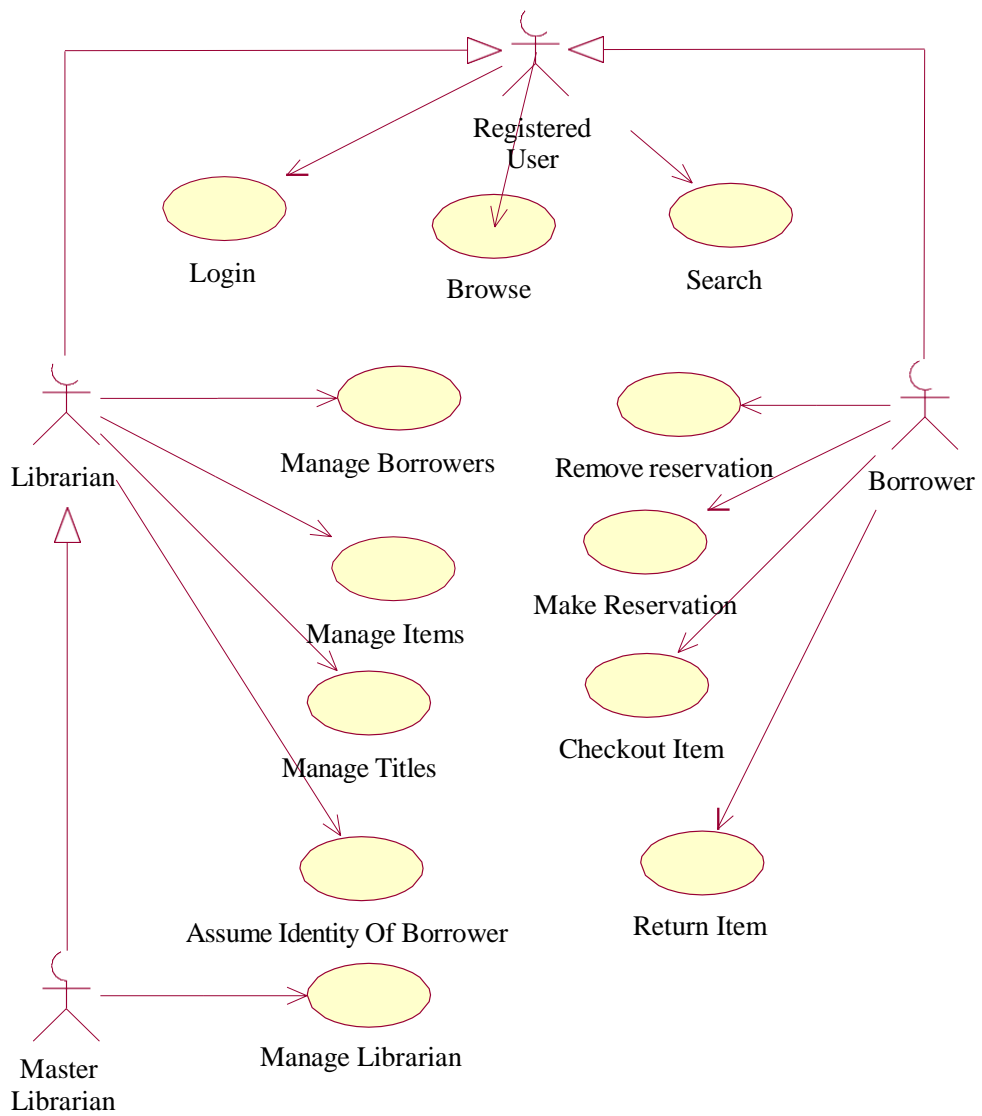 Registered
User
Login
Browse
Search
Librarian
Manage Borrowers
Remove reservation
Borrower
Manage Items
Make Reservation
Manage Titles
Checkout Item
Assume Identity Of Borrower
Return Item
Manage Librarian
Master
Librarian